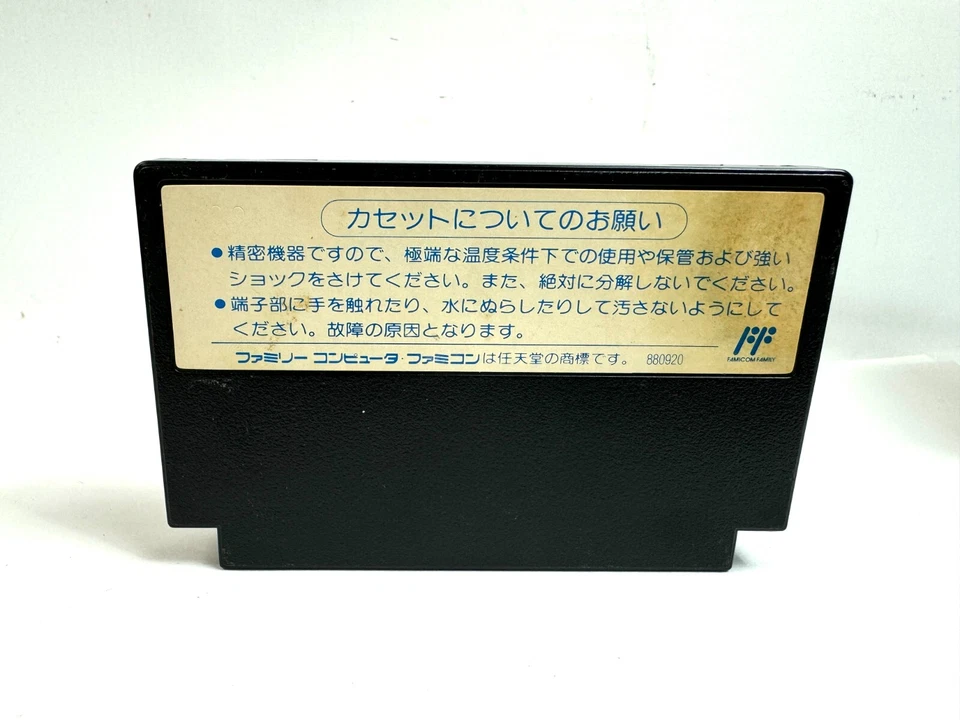 カセットについてのお願い
●精密機器ですので、極端な温度条件下での使用や保管および強い
ショックをさけてください。また、絶対に分解しないでください。
●端子部に手を触れたり、水にぬらしたりして汚さないようにして
ください。故障の原因となります。
ファミリーコンピュータ・ファミコンは任天堂の商標です。 880920
FAMICOM FAMILY